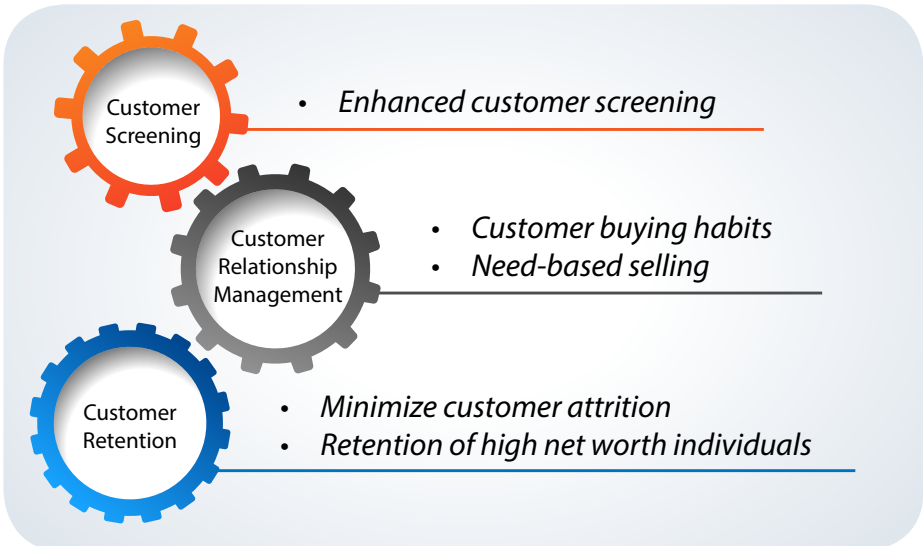 Customer
Screening
• Enhanced customer screening
Customer
Relationship
Management
• Customer buying habits
• Need-based selling
Customer
Retention
• Minimize customer attrition
• Retention of high net worth individuals